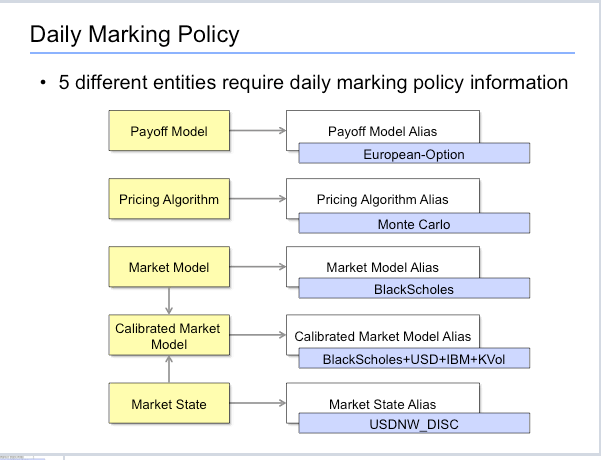 Daily Marking Policy
• 5 different entities require daily marking policy information
Payoff Model
Payoff Model Alias
European-Option
Pricing Algorithm
Pricing Algorithm Alias
Monte Carlo
Market Model
Market Model Alias
BlackScholes
Calibrated Market
Model
Calibrated Market Model Alias
BlackScholes+USD+IBM+KVol
Market State
Market State Alias
USDNW_DISC